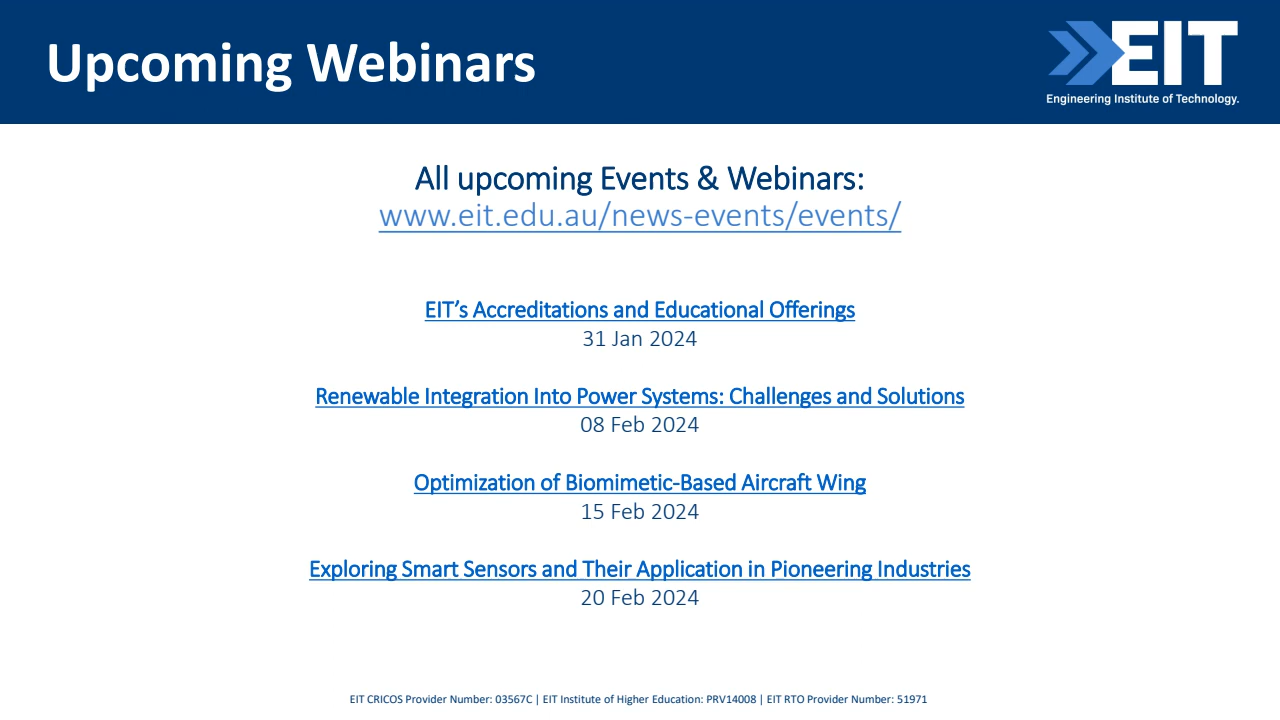 Upcoming Webinars
EIT
Engineering Institute of Technology.
All upcoming Events & Webinars:
www.eit.edu.au/news-events/events/
EIT’s Accreditations and Educational Offerings
31 Jan 2024
Renewable Integration Into Power Systems: Challenges and Solutions
08 Feb 2024
Optimization of Biomimetic-Based Aircraft Wing
15 Feb 2024
Exploring Smart Sensors and Their Application in Pioneering Industries
20 Feb 2024
EIT CRICOS Provider Number: 03567C | EIT Institute of Higher Education: PRV14008 | EIT RTO Provider Number: 51971